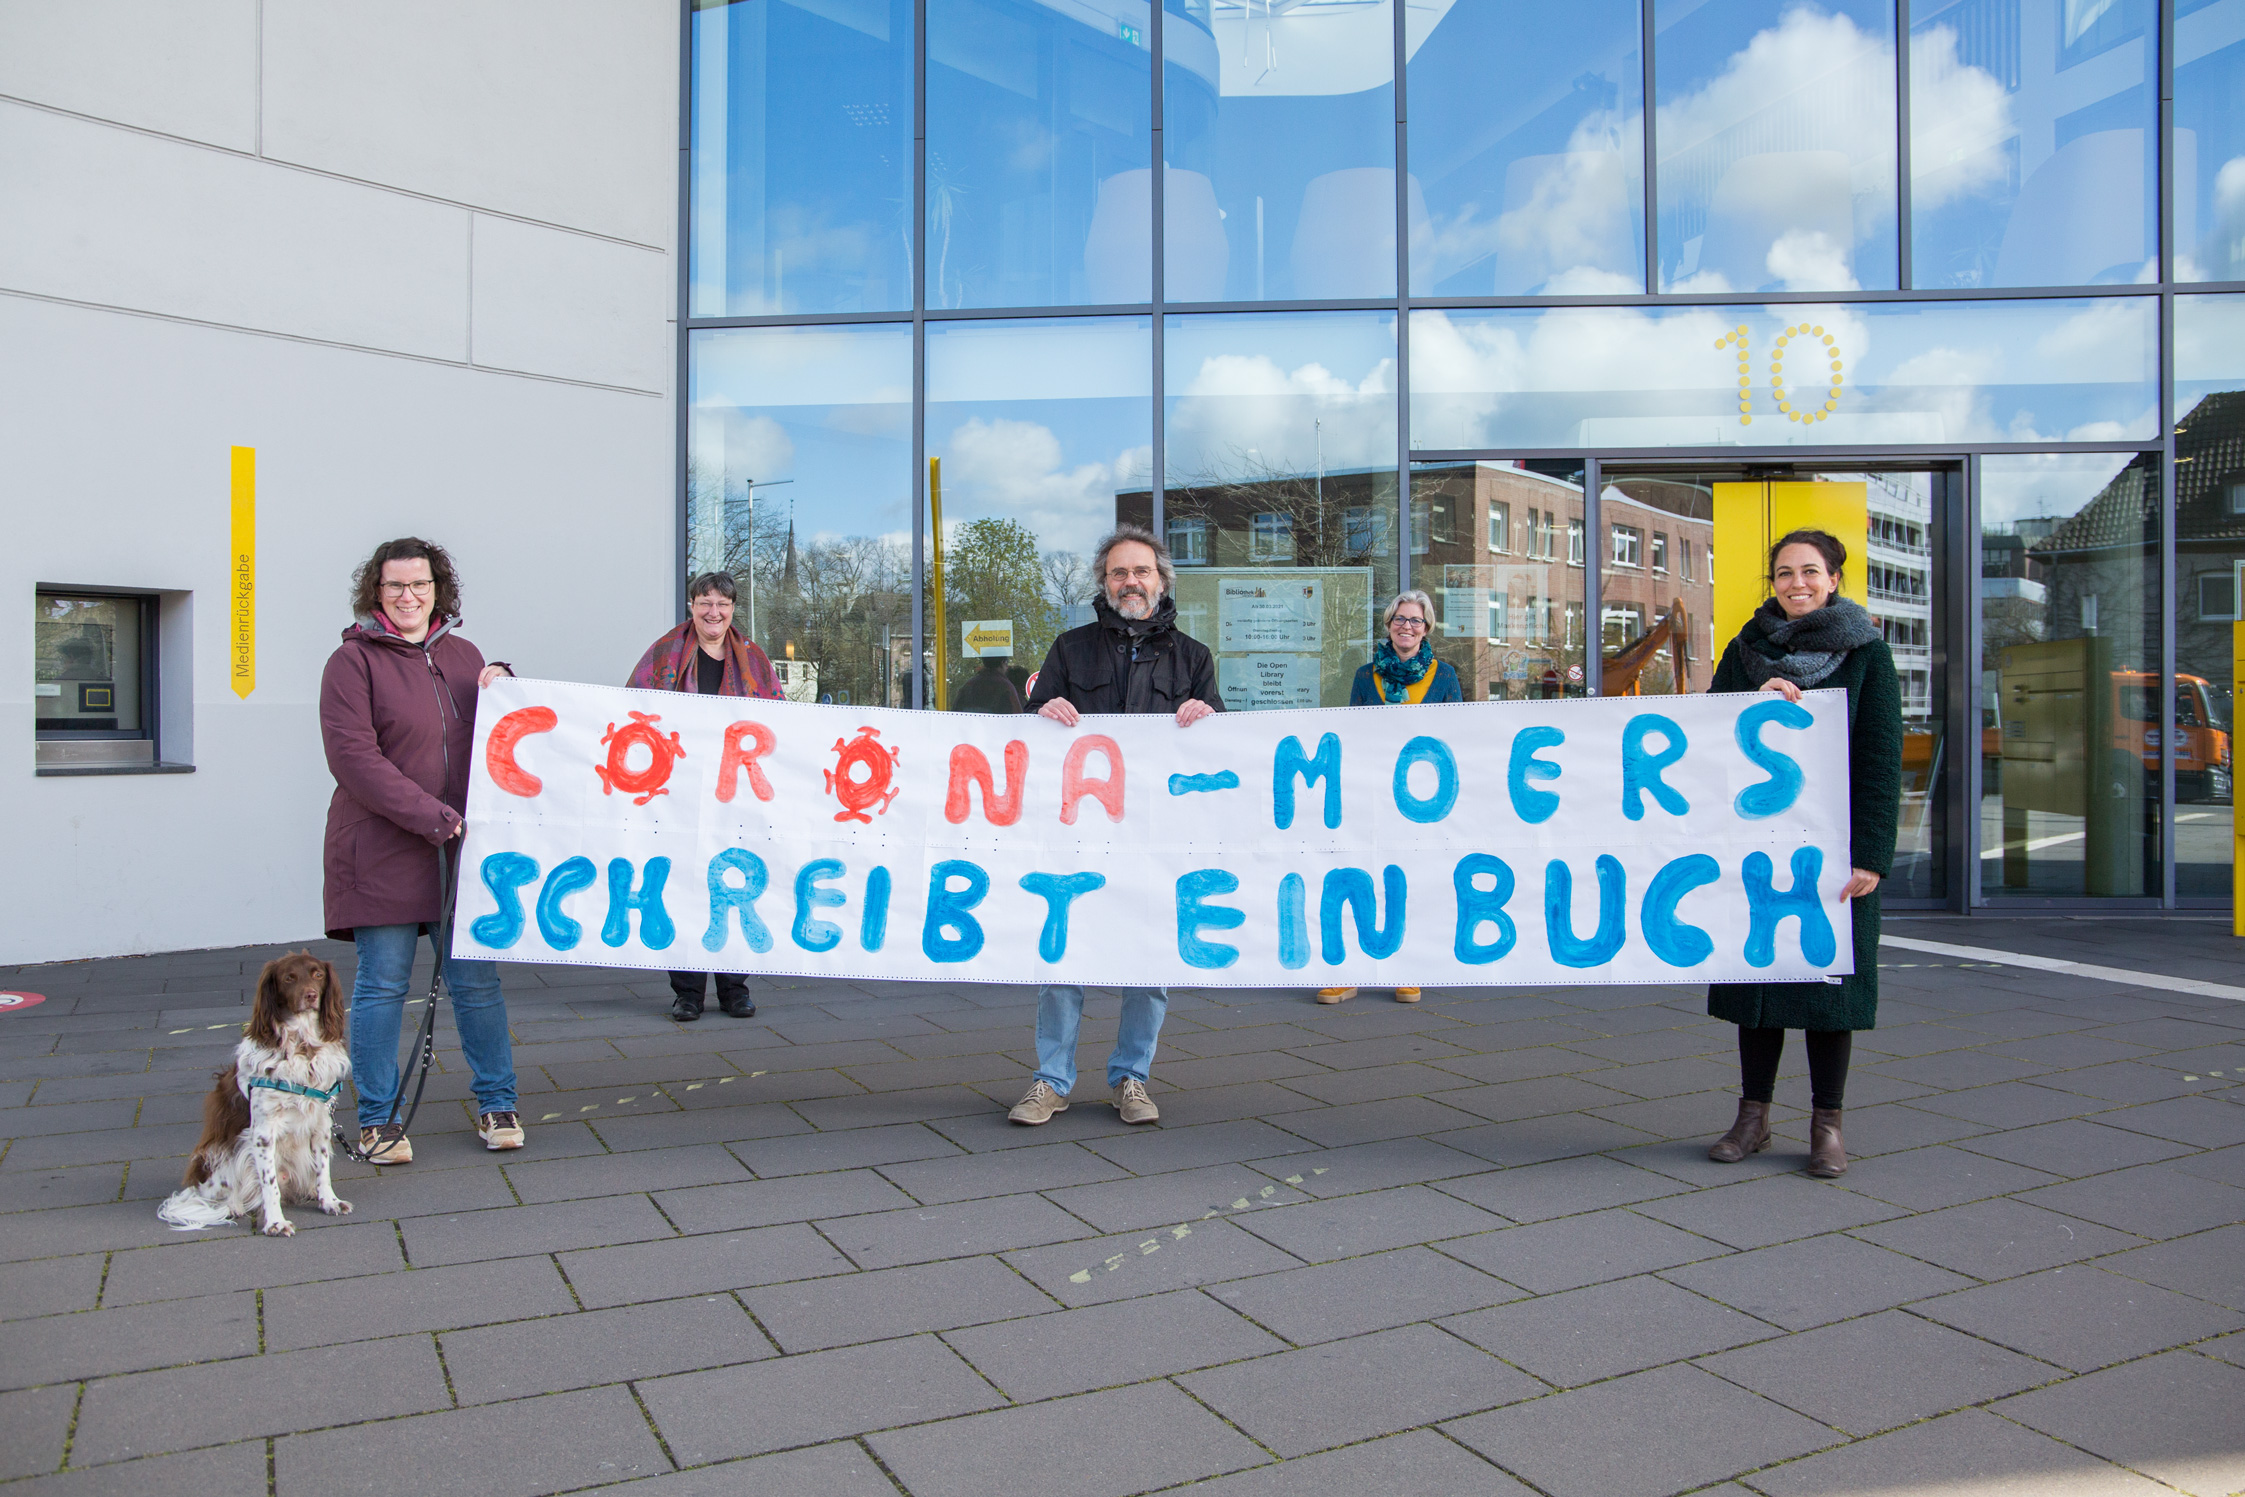 CORONA-MOERS
SCHREIBT EIN BUCH
10
Medienrückgabe
Abholung
Die Open
Library
bleibt
vorerst
geschlossen